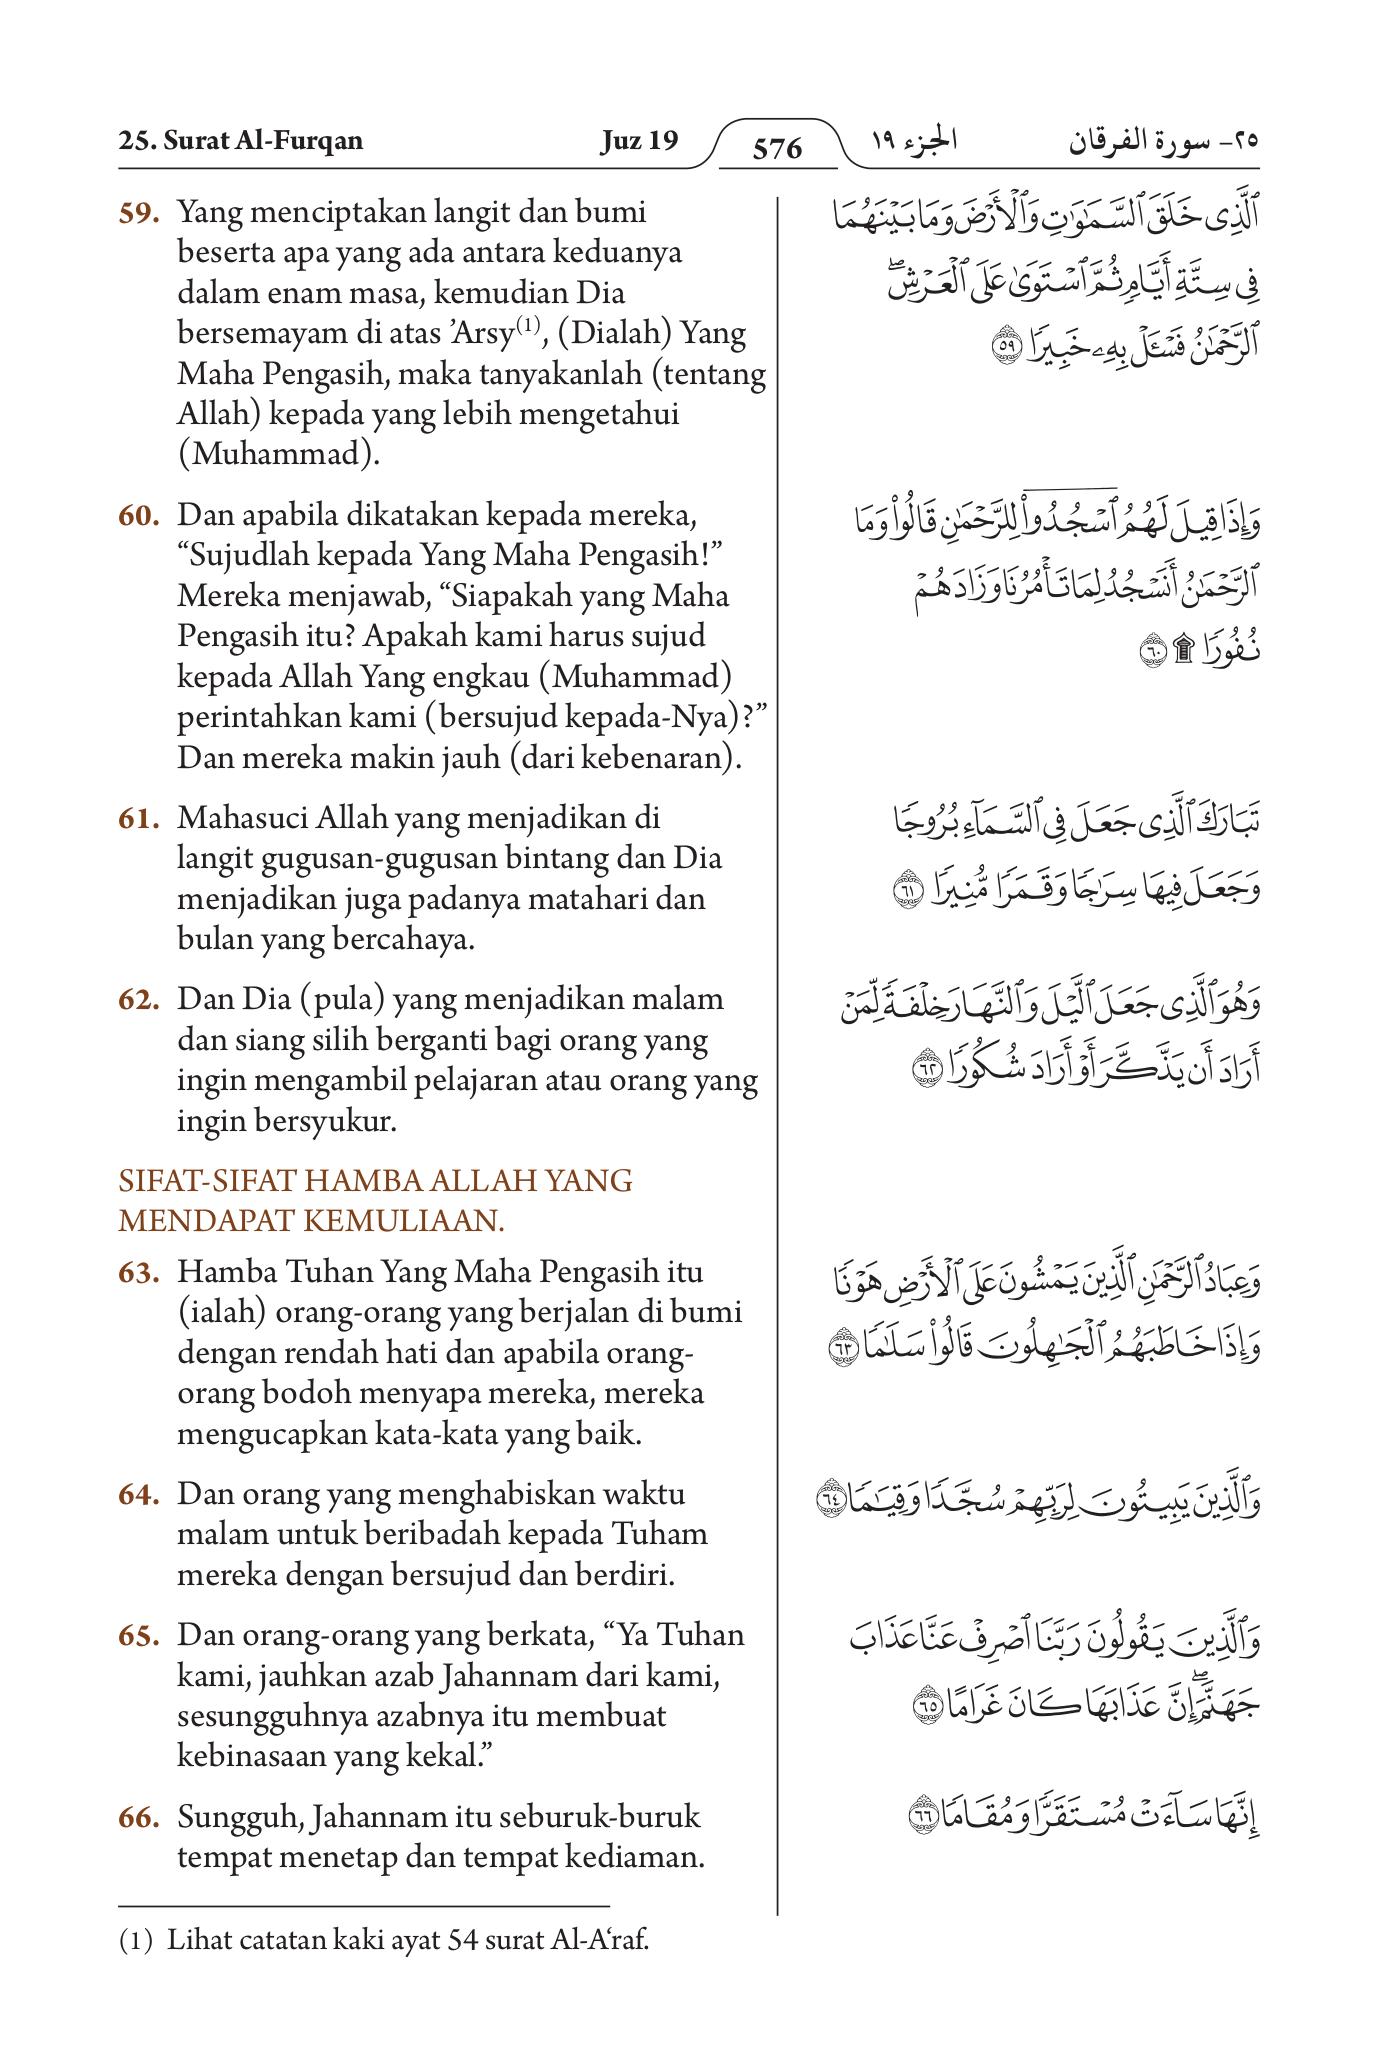 25. Surat Al-Furqan Juz 19 576 الجزء ١٩ ٢٥- سورة الفرقان
59. Yang menciptakan langit dan bumi
beserta apa yang ada antara keduanya
dalam enam masa, kemudian Dia
bersemayam di atas ’Arsy(1), (Dialah) Yang
Maha Pengasih, maka tanyakanlah (tentang
Allah) kepada yang lebih mengetahui
(Muhammad).
ٱلَّذِى خَلَقَ ٱلسَّمَٰوَٰتِ وَٱلْأَرْضَ وَمَا بَيْنَهُمَا
فِى سِتَّةِ أَيَّامٍ ثُمَّ ٱسْتَوَىٰ عَلَى ٱلْعَرْشِ ۖ
ٱلرَّحْمَٰنُ فَسْـَٔلْ بِهِۦ خَبِيرًا ٥٩
60. Dan apabila dikatakan kepada mereka,
“Sujudlah kepada Yang Maha Pengasih!”
Mereka menjawab, “Siapakah yang Maha
Pengasih itu? Apakah kami harus sujud
kepada Allah Yang engkau (Muhammad)
perintahkan kami (bersujud kepada-Nya)?”
Dan mereka makin jauh (dari kebenaran).
وَإِذَا قِيلَ لَهُمُ ٱسْجُدُوا۟ لِلرَّحْمَٰنِ قَالُوا۟ وَمَا
ٱلرَّحْمَٰنُ أَنَسْجُدُ لِمَا تَأْمُرُنَا وَزَادَهُمْ
نُفُورًا ۩ ٦٠
61. Mahasuci Allah yang menjadikan di
langit gugusan-gugusan bintang dan Dia
menjadikan juga padanya matahari dan
bulan yang bercahaya.
تَبَارَكَ ٱلَّذِى جَعَلَ فِى ٱلسَّمَآءِ بُرُوجًا
وَجَعَلَ فِيهَا سِرَٰجًا وَقَمَرًا مُّنِيرًا ٦١
62. Dan Dia (pula) yang menjadikan malam
dan siang silih berganti bagi orang yang
ingin mengambil pelajaran atau orang yang
ingin bersyukur.
وَهُوَ ٱلَّذِى جَعَلَ ٱلَّيْلَ وَٱلنَّهَارَ خِلْفَةً لِّمَنْ
أَرَادَ أَن يَذَّكَّرَ أَوْ أَرَادَ شُكُورًا ٦٢
SIFAT-SIFAT HAMBA ALLAH YANG
MENDAPAT KEMULIAAN.
63. Hamba Tuhan Yang Maha Pengasih itu
(ialah) orang-orang yang berjalan di bumi
dengan rendah hati dan apabila orang-
orang bodoh menyapa mereka, mereka
mengucapkan kata-kata yang baik.
وَعِبَادُ ٱلرَّحْمَٰنِ ٱلَّذِينَ يَمْشُونَ عَلَى ٱلْأَرْضِ هَوْنًا
وَإِذَا خَاطَبَهُمُ ٱلْجَٰهِلُونَ قَالُوا۟ سَلَٰمًا ٦٣
64. Dan orang yang menghabiskan waktu
malam untuk beribadah kepada Tuham
mereka dengan bersujud dan berdiri.
وَٱلَّذِينَ يَبِيتُونَ لِرَبِّهِمْ سُجَّدًا وَقِيَٰمًا ٦٤
65. Dan orang-orang yang berkata, “Ya Tuhan
kami, jauhkan azab Jahannam dari kami,
sesungguhnya azabnya itu membuat
kebinasaan yang kekal.”
وَٱلَّذِينَ يَقُولُونَ رَبَّنَا ٱصْرِفْ عَنَّا عَذَابَ
جَهَنَّمَ ۖ إِنَّ عَذَابَهَا كَانَ غَرَامًا ٦٥
66. Sungguh, Jahannam itu seburuk-buruk
tempat menetap dan tempat kediaman.
إِنَّهَا سَآءَتْ مُسْتَقَرًّا وَمُقَامًا ٦٦
(1) Lihat catatan kaki ayat 54 surat Al-A‘raf.